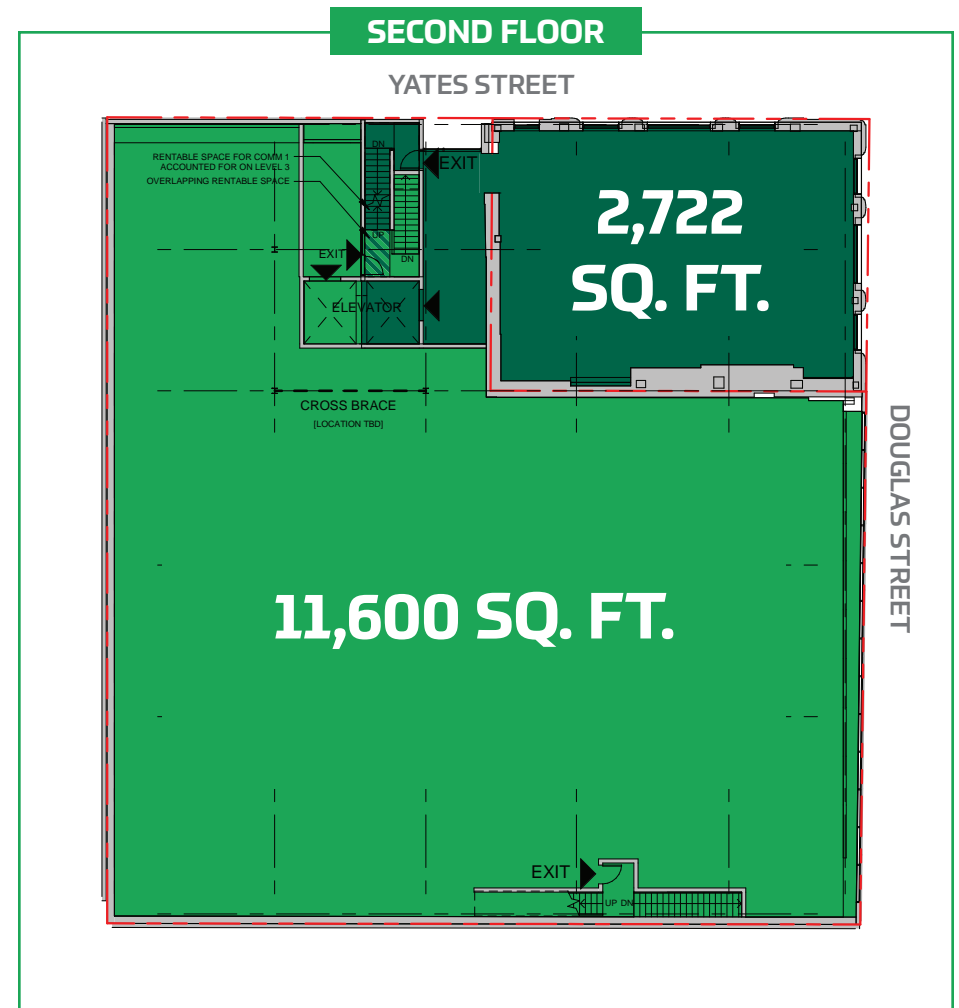 SECOND FLOOR
YATES STREET
DN
RENTABLE SPACE FOR COMM 1
ACCOUNTED FOR ON LEVEL 3
EXIT
OVERLAPPING RENTABLE SPACE
2,722
SQ. FT.
UP
EXIT
DN
ELEVATOR
CROSS BRACE
[LOCATION TBD]
DOUGLAS STREET
11,600 SQ. FT.
EXIT
UP DN